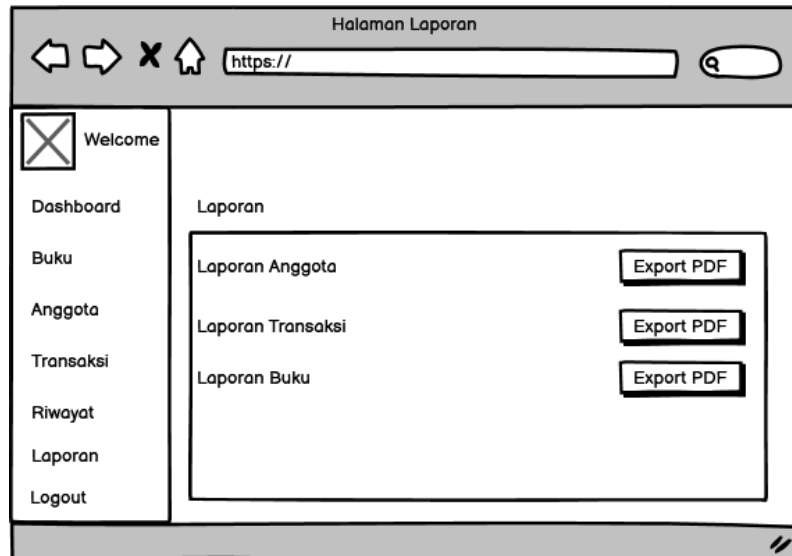 Halaman Laporan
https://
Welcome
Dashboard
Buku
Anggota
Transaksi
Riwayat
Laporan
Logout
Laporan
Laporan Anggota
Export PDF
Laporan Transaksi
Export PDF
Laporan Buku
Export PDF